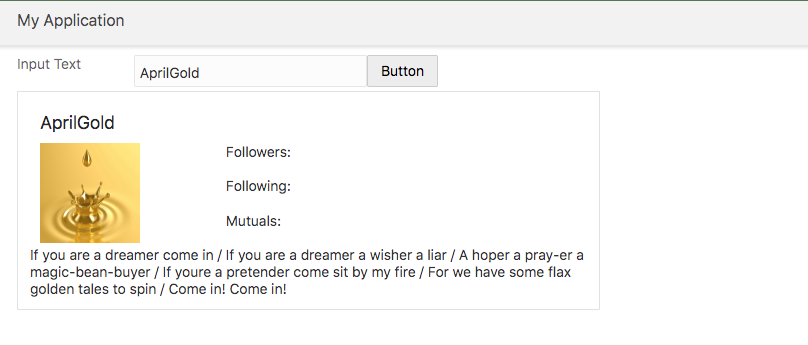 My Application
Input Text
AprilGold
Button
AprilGold
Followers:
Following:
Mutuals:
If you are a dreamer come in / If you are a dreamer a wisher a liar / A hoper a pray-er a
magic-bean-buyer / If youre a pretender come sit by my fire / For we have some flax
golden tales to spin / Come in! Come in!